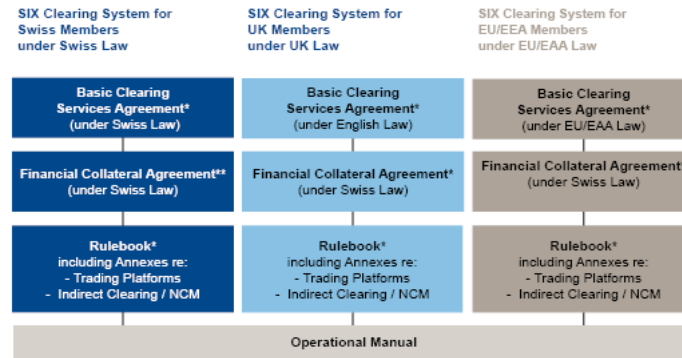 SIX Clearing System for
Swiss Members
under Swiss Law
SIX Clearing System for
UK Members
under UK Law
SIX Clearing System for
EU/EEA Members
under EU/EAA Law
Basic Clearing
Services Agreement*
(under Swiss Law)
Basic Clearing
Services Agreement*
(under English Law)
Basic Clearing
Services Agreement*
(under EU/EAA Law)
Financial Collateral Agreement**
(under Swiss Law)
Financial Collateral Agreement*
(under Swiss Law)
Financial Collateral Agreement*
(under Swiss Law)
Rulebook*
including Annexes re:
- Trading Platforms
- Indirect Clearing / NCM
Rulebook*
including Annexes re:
- Trading Platforms
- Indirect Clearing / NCM
Rulebook*
including Annexes re:
- Trading Platforms
- Indirect Clearing / NCM
Operational Manual